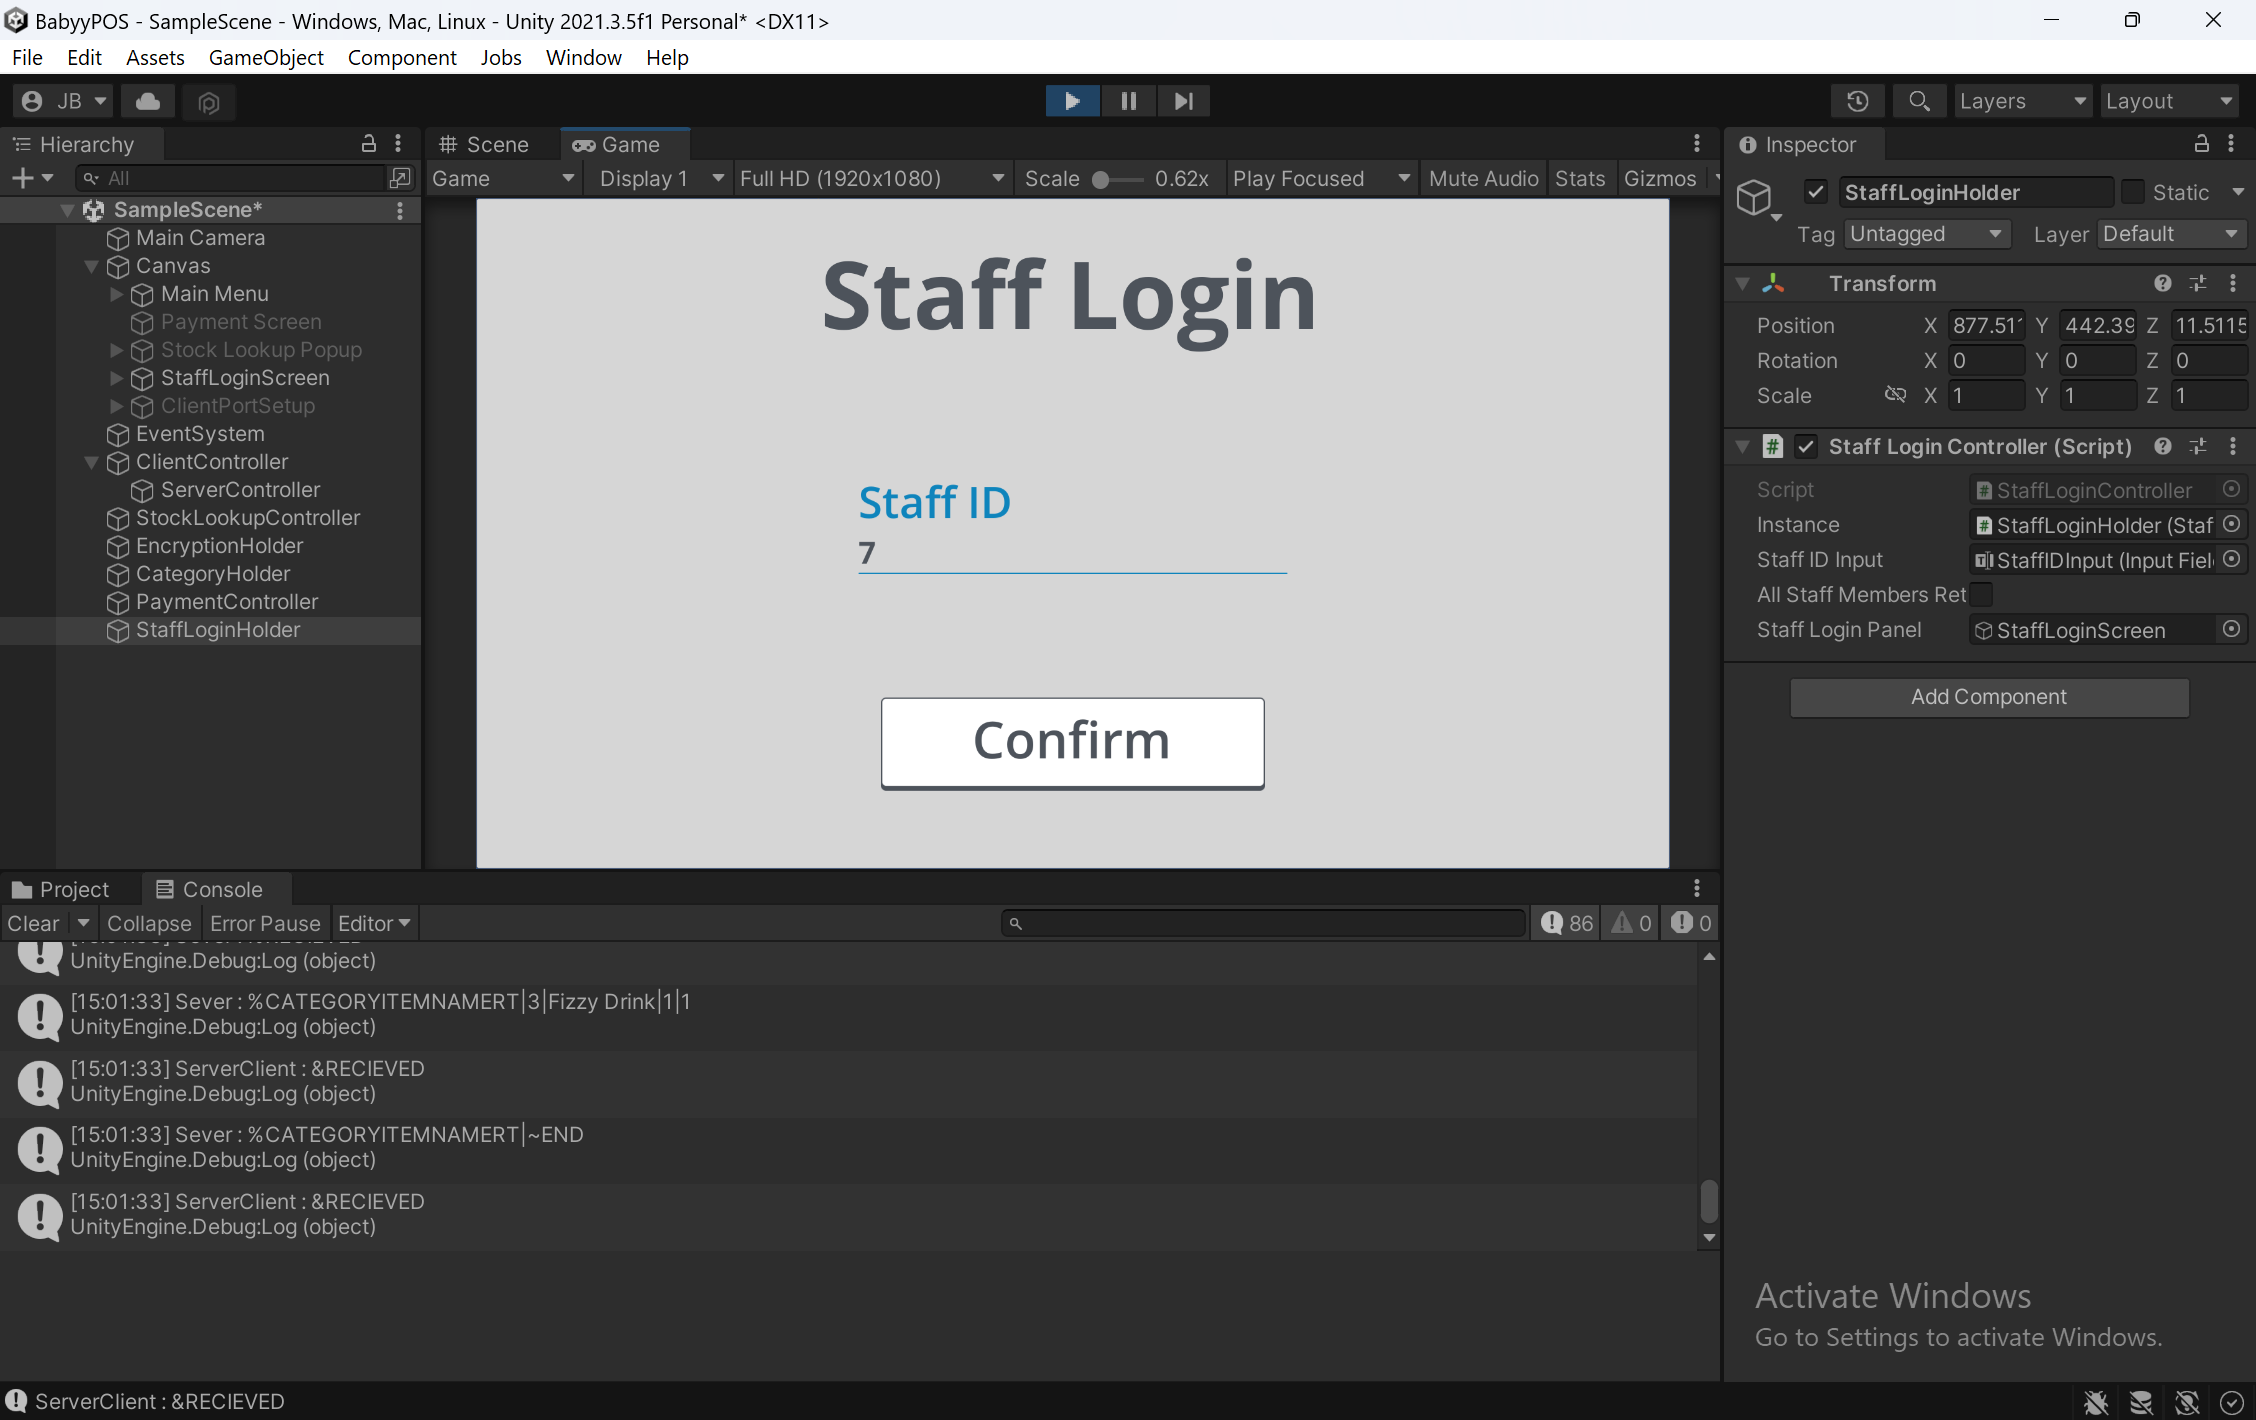 BabyyPOS - SampleScene - Windows, Mac, Linux - Unity 2021.3.5f1 Personal* <DX11>
File Edit Assets GameObject Component Jobs Window Help
JB Layers Layout
Hierarchy
All
SampleScene*
Main Camera
Canvas
Main Menu
Payment Screen
Stock Lookup Popup
StaffLoginScreen
ClientPortSetup
EventSystem
ClientController
ServerController
StockLookupController
EncryptionHolder
CategoryHolder
PaymentController
StaffLoginHolder
Scene Game
Game Display 1 Full HD (1920x1080) Scale 0.62x Play Focused Mute Audio Stats Gizmos
Staff Login
Staff ID
7
Confirm
Inspector
StaffLoginHolder Static
Tag Untagged Layer Default
Transform
Position X 877.51 Y 442.39 Z 11.5115
Rotation X 0 Y 0 Z 0
Scale X 1 Y 1 Z 1
Staff Login Controller (Script)
Script # StaffLoginController
Instance # StaffLoginHolder (Staf
Staff ID Input StaffIDInput (Input Fiel
All Staff Members Ret
Staff Login Panel StaffLoginScreen
Add Component
Project Console
Clear Collapse Error Pause Editor 86 0 0
UnityEngine.Debug:Log (object)
[15:01:33] Sever : %CATEGORYITEMNAMERT|3|Fizzy Drink|1|1
UnityEngine.Debug:Log (object)
[15:01:33] ServerClient : &RECIEVED
UnityEngine.Debug:Log (object)
[15:01:33] Sever : %CATEGORYITEMNAMERT|~END
UnityEngine.Debug:Log (object)
[15:01:33] ServerClient : &RECIEVED
UnityEngine.Debug:Log (object)
Activate Windows
Go to Settings to activate Windows.
ServerClient : &RECIEVED